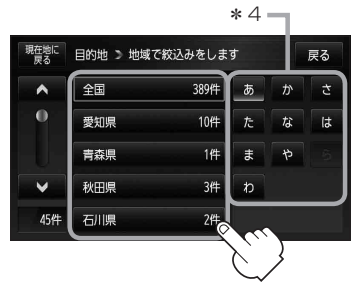 *4
現在地に
戻る
目的地 > 地域で絞込みをします
戻る
全国 389件
愛知県 10件
青森県 1件
秋田県 3件
石川県 2件
45件
あ か さ
た な は
ま や ら
わ